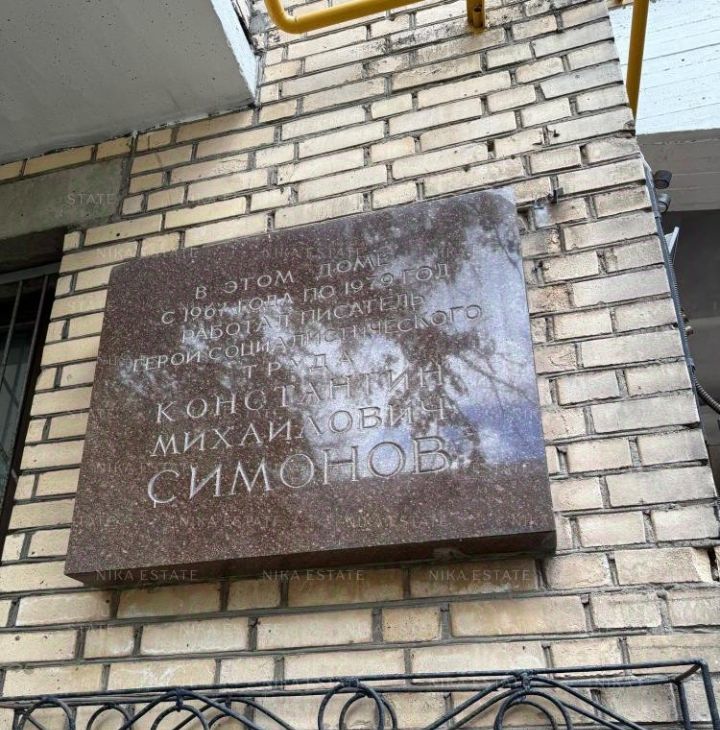 В ЭТОМ ДОМЕ
С 1967 ГОДА ПО 1979 ГОД
РАБОТАЛ ПИСАТЕЛЬ
ГЕРОЙ СОЦИАЛИСТИЧЕСКОГО
ТРУДА
КОНСТАНТИН
МИХАЙЛОВИЧ
СИМОНОВ
NIKA ESTATE NIKA ESTATE NIKA ESTATE